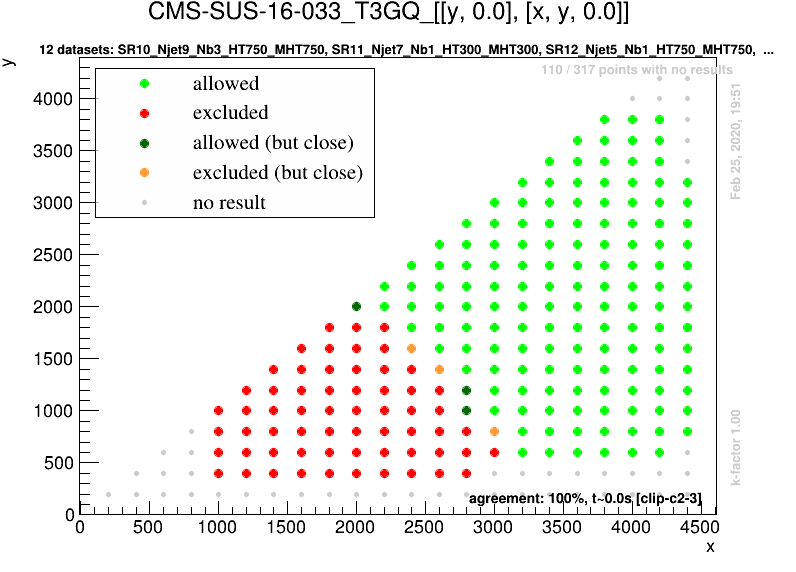 CMS-SUS-16-033_T3GQ_[[y, 0.0], [x, y, 0.0]]
12 datasets: SR10_Njet9_Nb3_HT750_MHT750, SR11_Njet7_Nb1_HT300_MHT300, SR12_Njet5_Nb1_HT750_MHT750, ...
y
110 / 317 points with no results
allowed
excluded
allowed (but close)
excluded (but close)
no result
Feb 25, 2020, 19:51
k-factor 1.00
4000
3500
3000
2500
2000
1500
1000
500
0
agreement: 100%, t~0.0s [clip-c2-3]
0 500 1000 1500 2000 2500 3000 3500 4000 4500
x